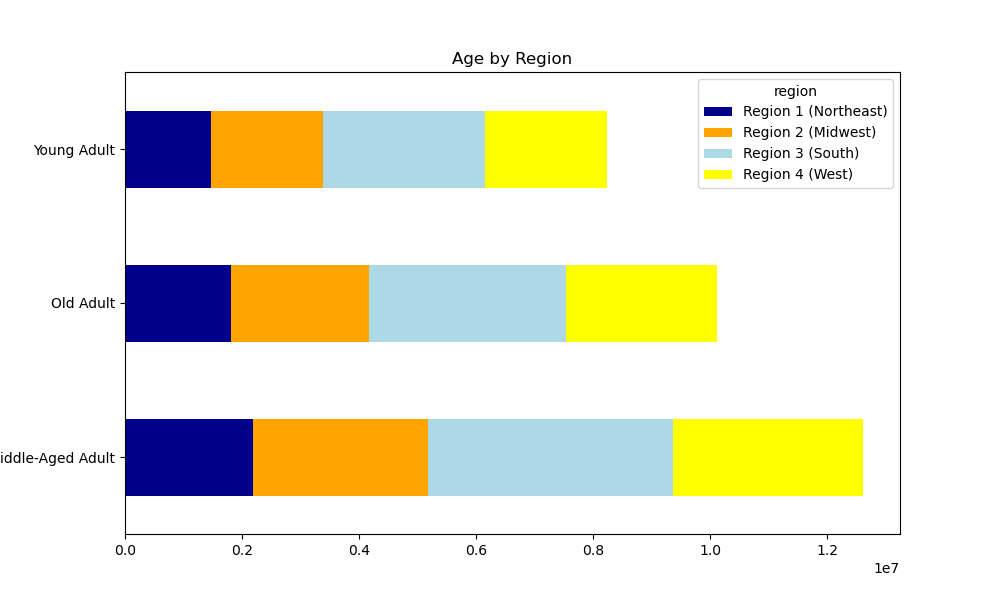 Age by Region
region
Region 1 (Northeast)
Region 2 (Midwest)
Region 3 (South)
Region 4 (West)
Young Adult
Old Adult
iddle-Aged Adult
0.0 0.2 0.4 0.6 0.8 1.0 1.2
1e7